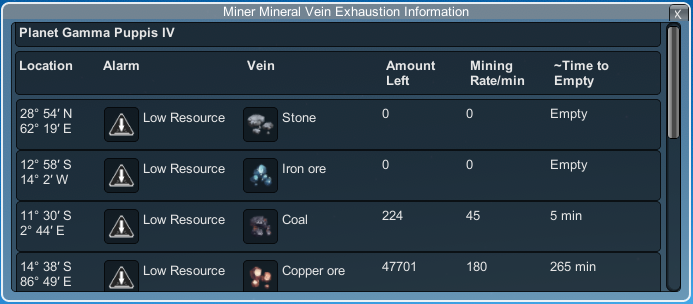 Miner Mineral Vein Exhaustion Information
X
Planet Gamma Puppis IV
Location Alarm Vein Amount Left Mining Rate/min ~Time to Empty
28° 54′ N 62° 19′ E Low Resource Stone 0 0 Empty
12° 58′ S 14° 2′ W Low Resource Iron ore 0 0 Empty
11° 30′ S 2° 44′ E Low Resource Coal 224 45 5 min
14° 38′ S 86° 49′ E Low Resource Copper ore 47701 180 265 min